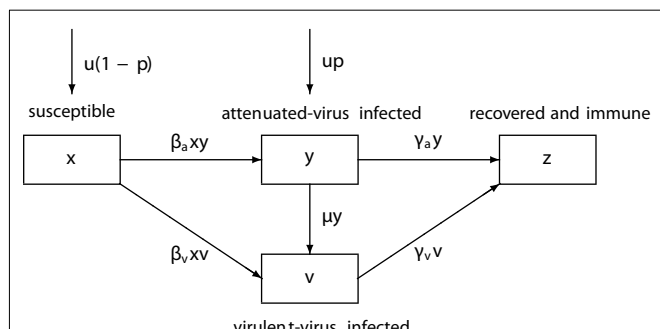 u(1 − p)
up
susceptible
attenuated-virus infected
recovered and immune
x
βₐxy
y
γₐy
z
μy
βᵥxv
v
γᵥv
virulent-virus infected